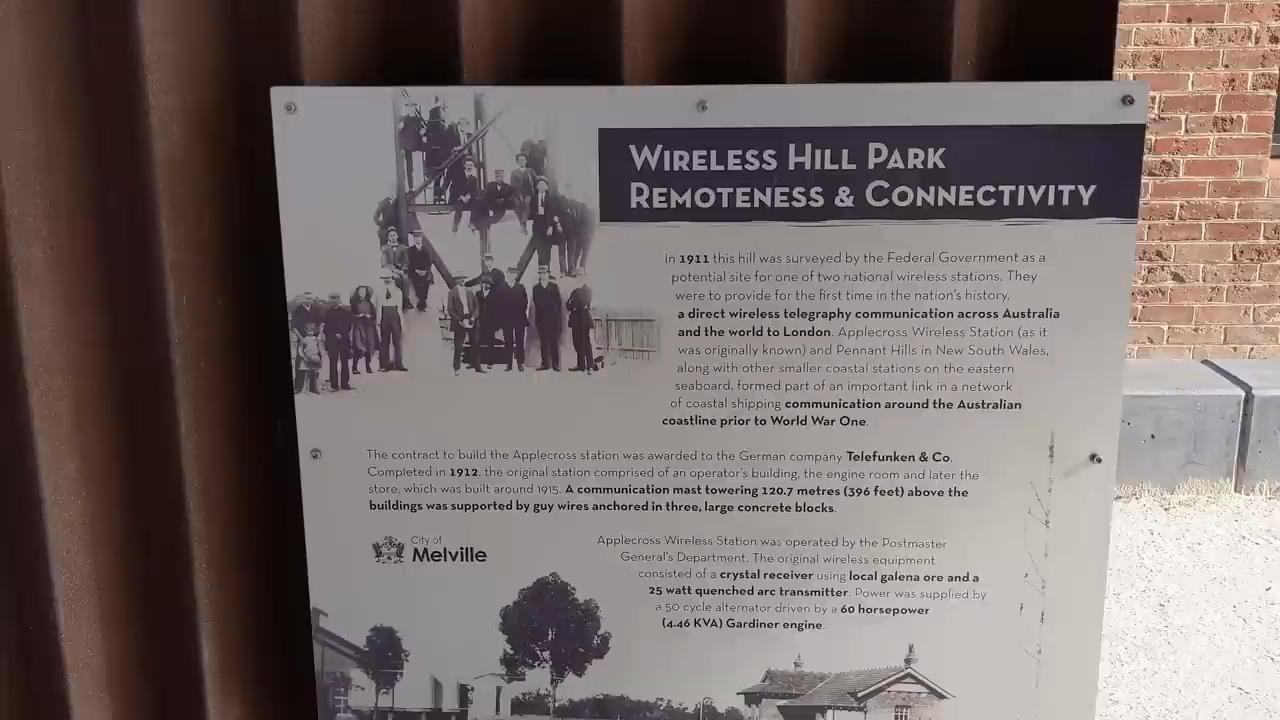 WIRELESS HILL PARK
REMOTENESS & CONNECTIVITY
In 1911 this hill was surveyed by the Federal Government as a
potential site for one of two national wireless stations. They
were to provide for the first time in the nation's history,
a direct wireless telegraphy communication across Australia
and the world to London. Applecross Wireless Station (as it
was originally known) and Pennant Hills in New South Wales,
along with other smaller coastal stations on the eastern
seaboard, formed part of an important link in a network
of coastal shipping communication around the Australian
coastline prior to World War One.
The contract to build the Applecross station was awarded to the German company Telefunken & Co.
Completed in 1912, the original station comprised of an operator's building, the engine room and later the
store, which was built around 1915. A communication mast towering 120.7 metres (396 feet) above the
buildings was supported by guy wires anchored in three, large concrete blocks.
City of
Melville
Applecross Wireless Station was operated by the Postmaster
General's Department. The original wireless equipment
consisted of a crystal receiver using local galena ore and a
25 watt quenched arc transmitter. Power was supplied by
a 50 cycle alternator driven by a 60 horsepower
(4.46 KVA) Gardiner engine.